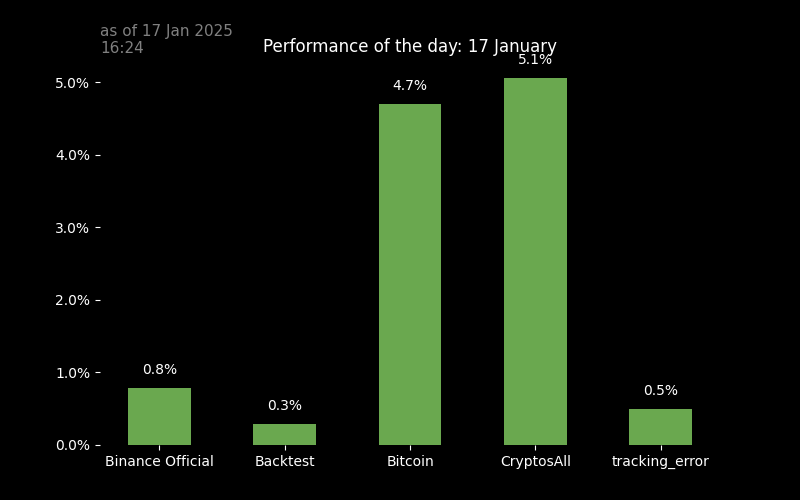 as of 17 Jan 2025
16:24
Performance of the day: 17 January
5.0%
4.0%
3.0%
2.0%
1.0%
0.0%
0.8%
0.3%
4.7%
5.1%
0.5%
Binance Official
Backtest
Bitcoin
CryptosAll
tracking_error